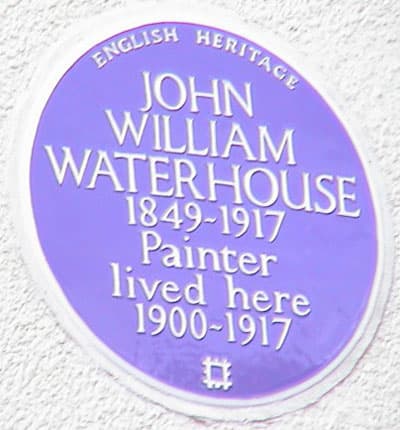 ENGLISH HERITAGE
JOHN
WILLIAM
WATERHOUSE
1849~1917
Painter
lived here
1900~1917